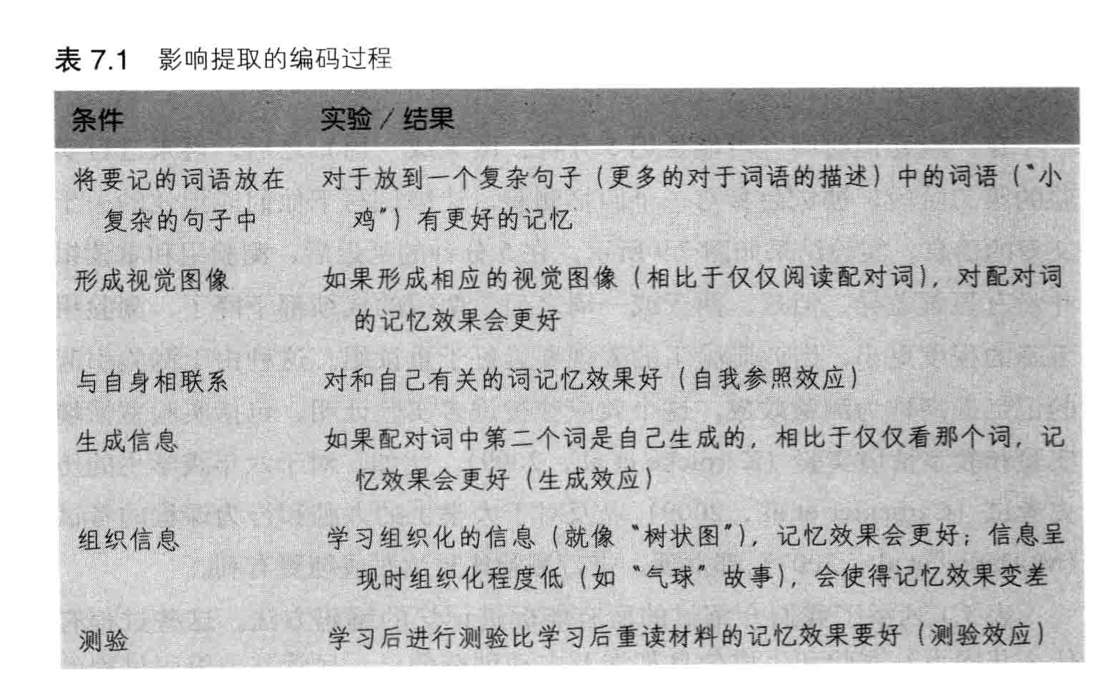 表 7.1 影响提取的编码过程
条件 实验 / 结果
将要记的词语放在 对于放到一个复杂句子（更多的对于词语的描述）中的词语（“小
复杂的句子中 鸡”）有更好的记忆
形成视觉图像 如果形成相应的视觉图像（相比于仅仅阅读配对词），对配对词
的记忆效果会更好
与自身相联系 对和自己有关的词记忆效果好（自我参照效应）
生成信息 如果配对词中第二个词是自己生成的，相比于仅仅看那个词，记
忆效果会更好（生成效应）
组织信息 学习组织化的信息（就像“树状图”），记忆效果会更好；信息呈
现时组织化程度低（如“气球”故事），会使得记忆效果变差
测验 学习后进行测验比学习后重读材料的记忆效果要好（测验效应）